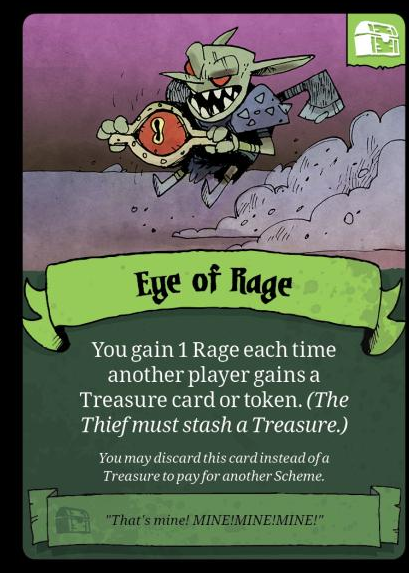 Eye of Rage
You gain 1 Rage each time
another player gains a
Treasure card or token. (The
Thief must stash a Treasure.)
You may discard this card instead of a
Treasure to pay for another Scheme.
"That's mine! MINE!MINE!MINE!"